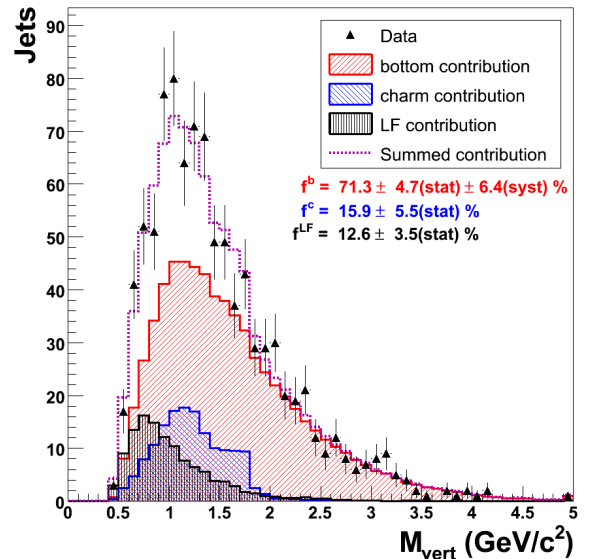 Jets
90
80
70
60
50
40
30
20
10
0
Data
bottom contribution
charm contribution
LF contribution
Summed contribution
f^b = 71.3 ± 4.7(stat) ± 6.4(syst) %
f^c = 15.9 ± 5.5(stat) %
f^LF = 12.6 ± 3.5(stat) %
0 0.5 1 1.5 2 2.5 3 3.5 4 4.5 5
M_vert (GeV/c²)